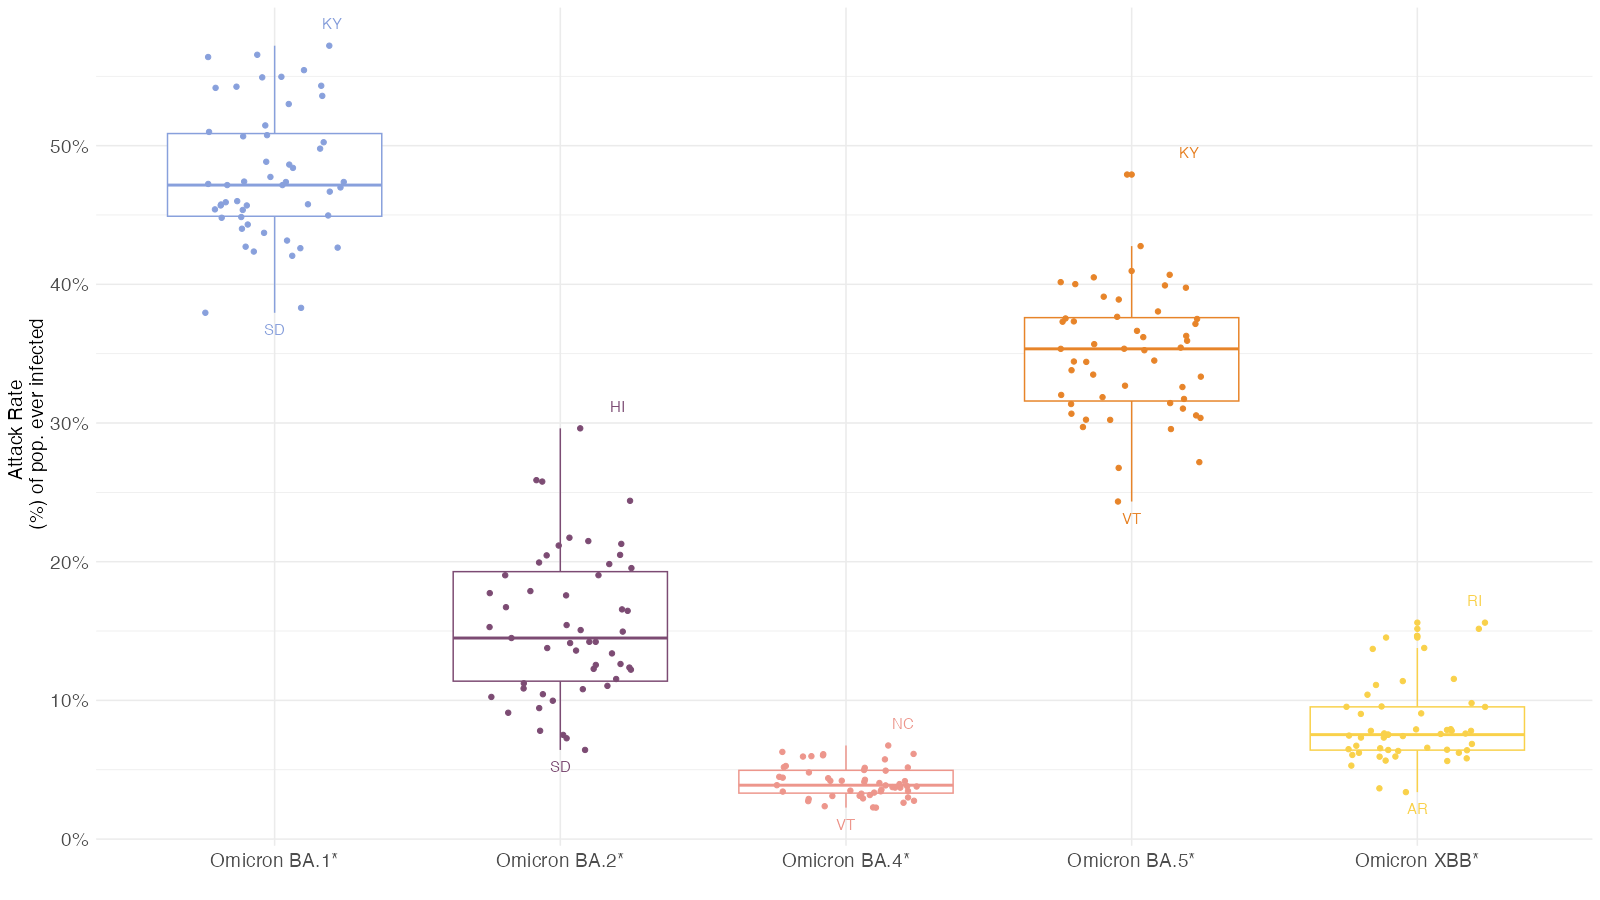 KY
50%
SD
40%
KY
Attack Rate
(%) of pop. ever infected
HI
30%
VT
20%
RI
10%
SD
NC
VT
AR
0%
Omicron BA.1*
Omicron BA.2*
Omicron BA.4*
Omicron BA.5*
Omicron XBB*